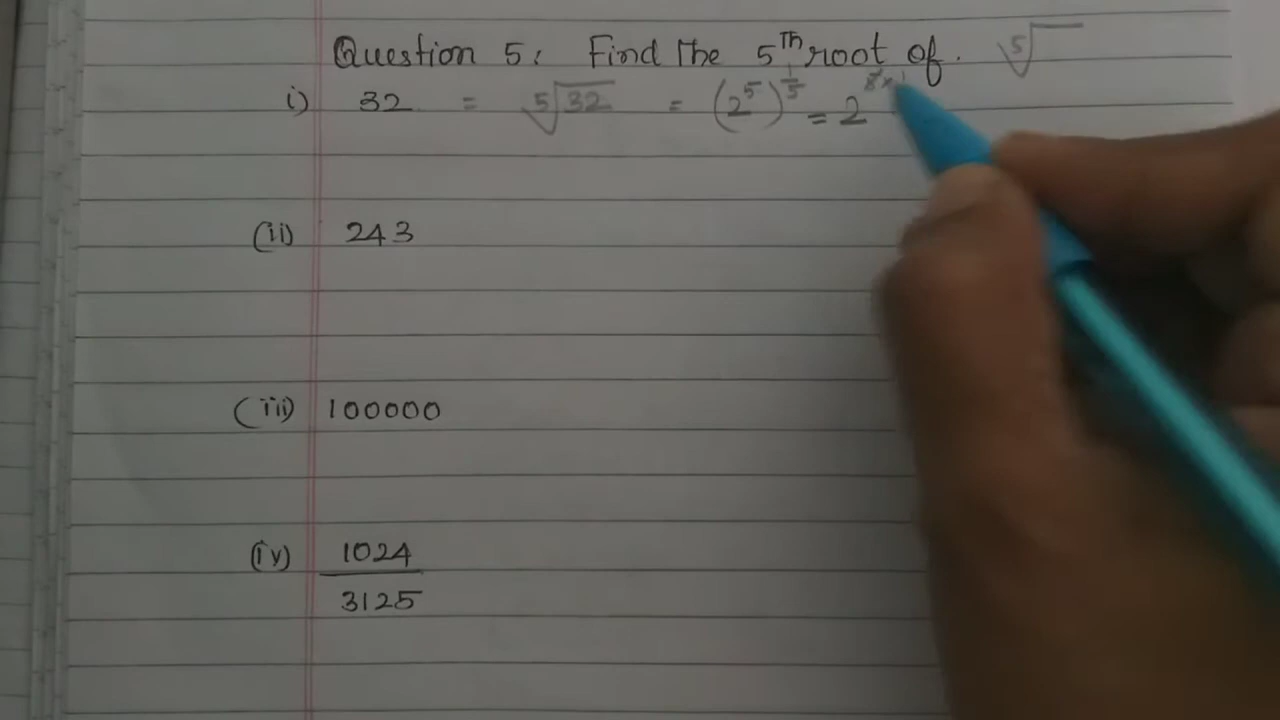 Question 5: Find The 5Th root of. ⁵√
i) 32 = ⁵√32 = (2⁵)^(1/5) = 2
(ii) 243
(iii) 100000
(iv) 1024
3125